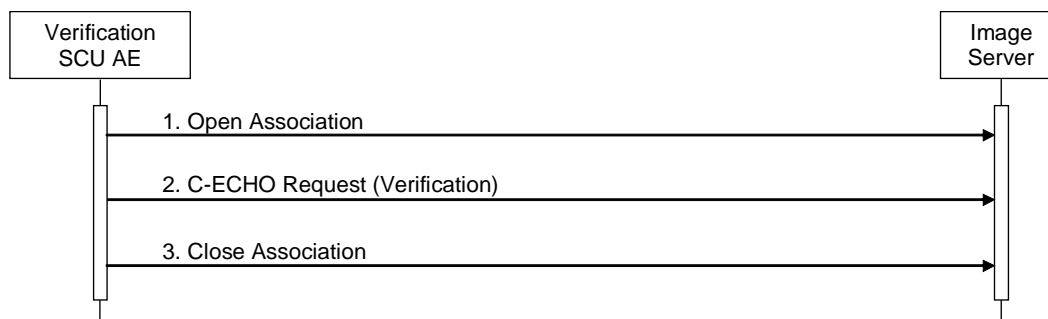 Verification
SCU AE
Image
Server
1. Open Association
2. C-ECHO Request (Verification)
3. Close Association